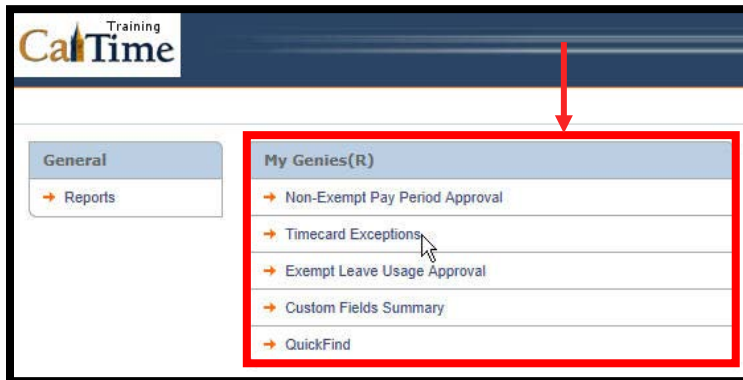 Training
CalTime
General
Reports
My Genies(R)
Non-Exempt Pay Period Approval
Timecard Exceptions
Exempt Leave Usage Approval
Custom Fields Summary
QuickFind